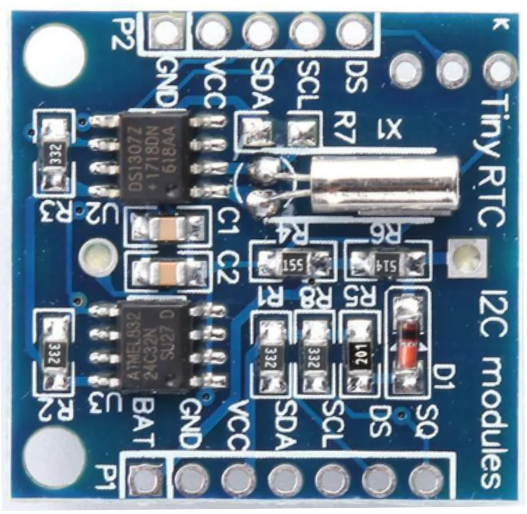 K
P2
GND
VCC
SDA
SCL
DS
Tiny RTC
I2C modules
DS1307Z
+1718DN
618AA
332
R3
U2
R7
X1
C1
C2
R4
R6
155
514
R1
R8
R5
ATMEL832
24C32N
SU27 D
332
R2
U3
332
332
201
D1
BAT
GND
VCC
SDA
SCL
DS
SQ
P1